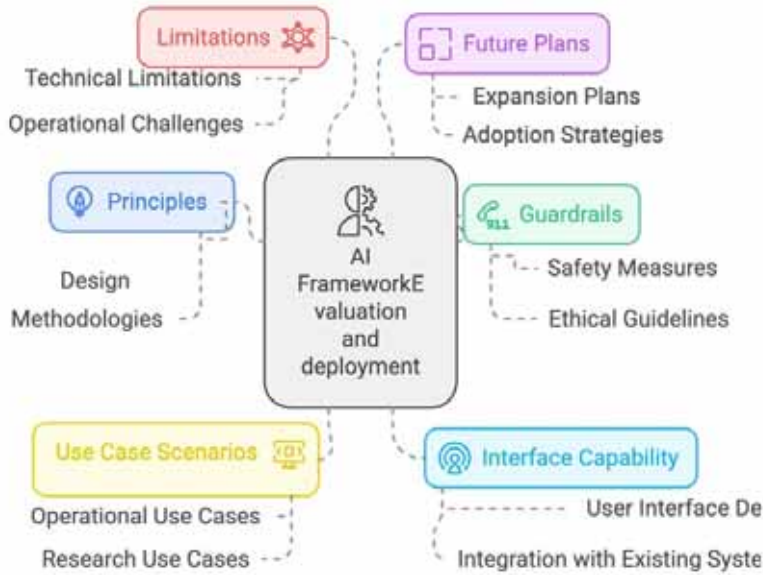 Limitations
Technical Limitations
Operational Challenges
Future Plans
Expansion Plans
Adoption Strategies
Principles
Design
Methodologies
AI
FrameworkE
valuation
and
deployment
911
Guardrails
Safety Measures
Ethical Guidelines
Use Case Scenarios
Operational Use Cases
Research Use Cases
Interface Capability
User Interface De
Integration with Existing Syste